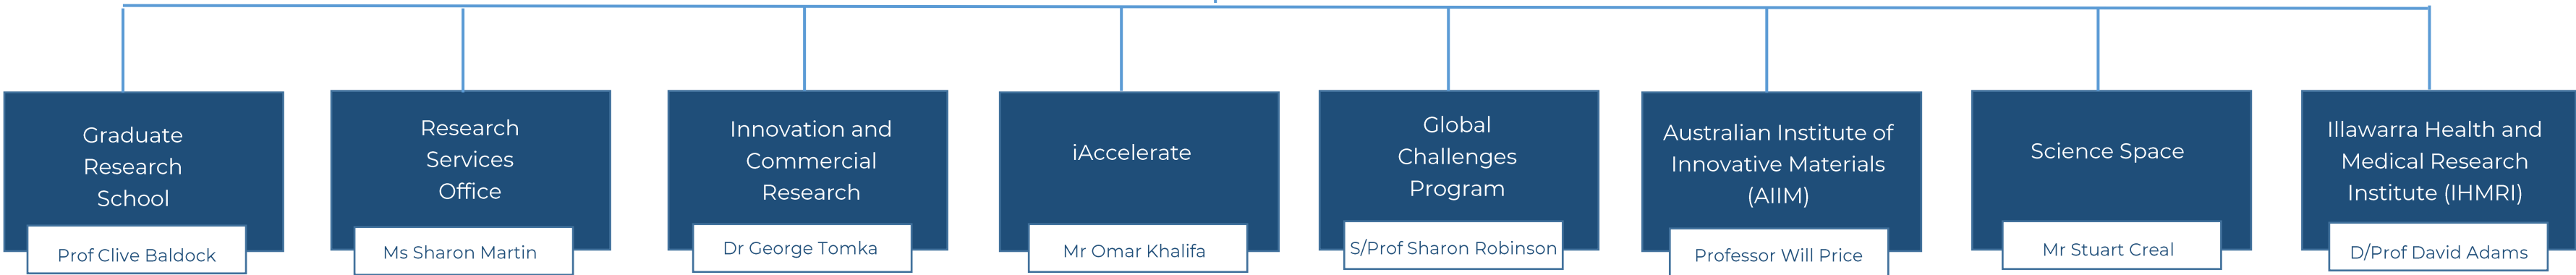 Graduate
Research
School
Prof Clive Baldock
Research
Services
Office
Ms Sharon Martin
Innovation and
Commercial
Research
Dr George Tomka
iAccelerate
Mr Omar Khalifa
Global
Challenges
Program
S/Prof Sharon Robinson
Australian Institute of
Innovative Materials
(AIIM)
Professor Will Price
Science Space
Mr Stuart Creal
Illawarra Health and
Medical Research
Institute (IHMRI)
D/Prof David Adams